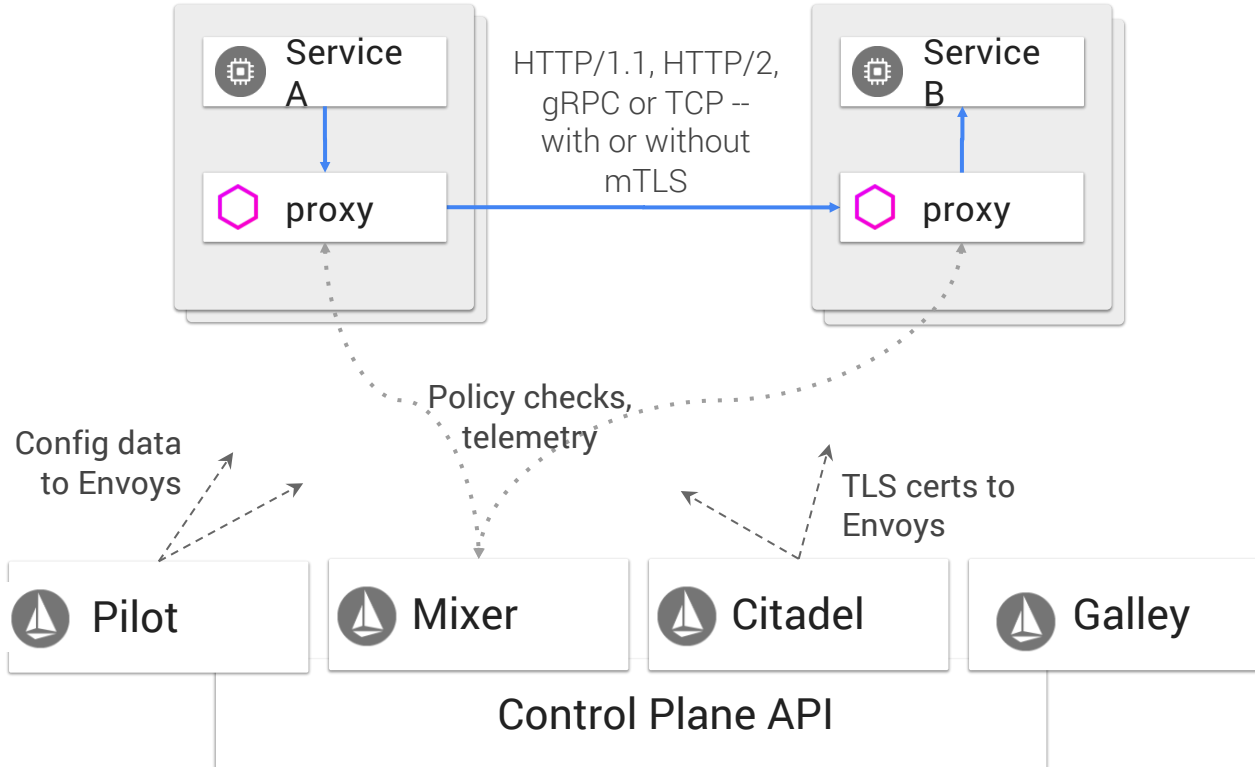 Service
A
HTTP/1.1, HTTP/2,
gRPC or TCP --
with or without
mTLS
Service
B
proxy
proxy
Policy checks,
telemetry
Config data
to Envoys
TLS certs to
Envoys
Pilot
Mixer
Citadel
Galley
Control Plane API